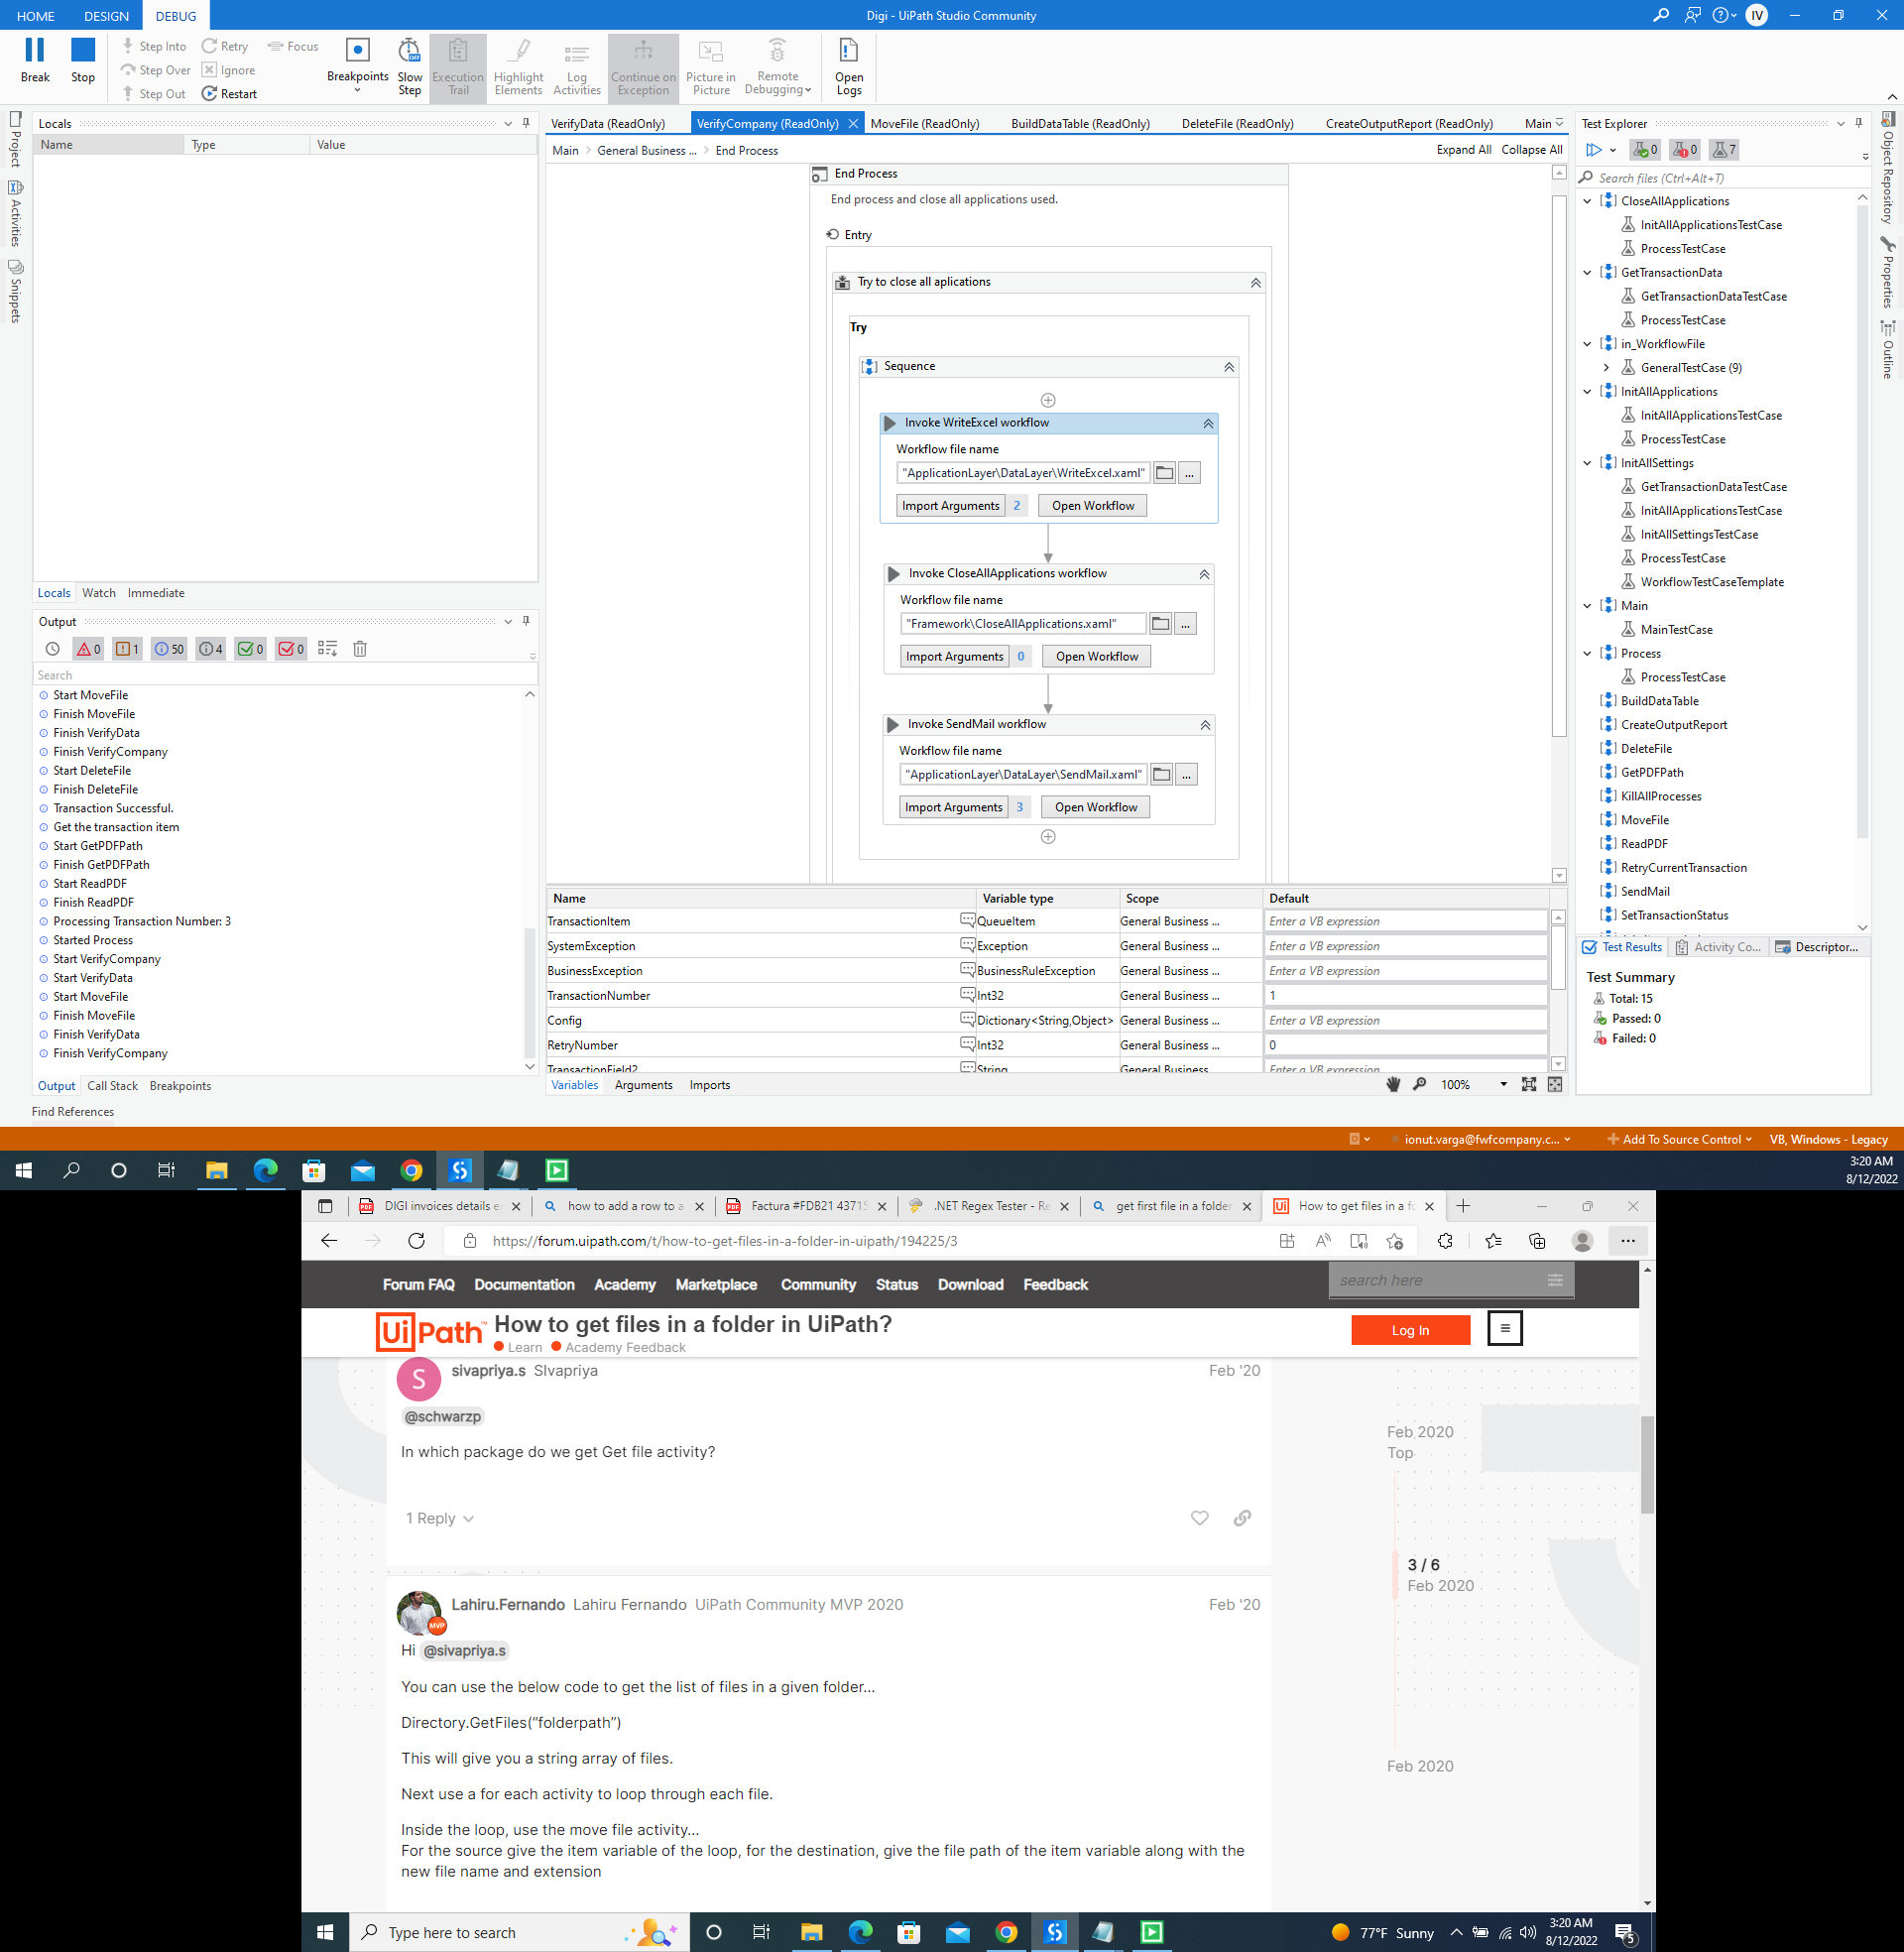 HOME DESIGN DEBUG Digi - UiPath Studio Community IV
Break Stop Step Into Step Over Step Out Retry Ignore Restart Focus Breakpoints Slow Step Execution Trail Highlight Elements Log Activities Continue on Exception Picture in Picture Remote Debugging Open Logs
Project
Activities
Snippets
Locals
Name Type Value
Locals Watch Immediate
Output
0 1 50 4 0 0
Search
Start MoveFile
Finish MoveFile
Finish VerifyData
Finish VerifyCompany
Start DeleteFile
Finish DeleteFile
Transaction Successful.
Get the transaction item
Start GetPDFPath
Finish GetPDFPath
Start ReadPDF
Finish ReadPDF
Processing Transaction Number: 3
Started Process
Start VerifyCompany
Start VerifyData
Start MoveFile
Finish MoveFile
Finish VerifyData
Finish VerifyCompany
Output Call Stack Breakpoints
Find References
VerifyData (ReadOnly) VerifyCompany (ReadOnly) MoveFile (ReadOnly) BuildDataTable (ReadOnly) DeleteFile (ReadOnly) CreateOutputReport (ReadOnly) Main
Main > General Business ... > End Process Expand All Collapse All
End Process
End process and close all applications used.
Entry
Try to close all aplications
Try
Sequence
Invoke WriteExcel workflow
Workflow file name
"ApplicationLayer\DataLayer\WriteExcel.xaml" ...
Import Arguments 2 Open Workflow
Invoke CloseAllApplications workflow
Workflow file name
"Framework\CloseAllApplications.xaml" ...
Import Arguments 0 Open Workflow
Invoke SendMail workflow
Workflow file name
"ApplicationLayer\DataLayer\SendMail.xaml" ...
Import Arguments 3 Open Workflow
Name Variable type Scope Default
TransactionItem QueueItem General Business ... Enter a VB expression
SystemException Exception General Business ... Enter a VB expression
BusinessException BusinessRuleException General Business ... Enter a VB expression
TransactionNumber Int32 General Business ... 1
Config Dictionary<String,Object> General Business ... Enter a VB expression
RetryNumber Int32 General Business ... 0
TransactionField2 String General Business ... Enter a VB expression
Variables Arguments Imports 100%
Test Explorer
0 0 7
Search files (Ctrl+Alt+T)
CloseAllApplications
InitAllApplicationsTestCase
ProcessTestCase
GetTransactionData
GetTransactionDataTestCase
ProcessTestCase
in_WorkflowFile
GeneralTestCase (9)
InitAllApplications
InitAllApplicationsTestCase
ProcessTestCase
InitAllSettings
GetTransactionDataTestCase
InitAllApplicationsTestCase
InitAllSettingsTestCase
ProcessTestCase
WorkflowTestCaseTemplate
Main
MainTestCase
Process
ProcessTestCase
BuildDataTable
CreateOutputReport
DeleteFile
GetPDFPath
KillAllProcesses
MoveFile
ReadPDF
RetryCurrentTransaction
SendMail
SetTransactionStatus
Test Results Activity Co... Descriptor...
Test Summary
Total: 15
Passed: 0
Failed: 0
Object Repository
Properties
Outline
ionut.varga@fwfcompany.c... Add To Source Control VB, Windows - Legacy
3:20 AM
8/12/2022
DIGI invoices details e how to add a row to a Factura #FDB21 43715 .NET Regex Tester - Re get first file in a folder How to get files in a fo
https://forum.uipath.com/t/how-to-get-files-in-a-folder-in-uipath/194225/3
Forum FAQ Documentation Academy Marketplace Community Status Download Feedback search here
UiPath How to get files in a folder in UiPath? Log In
Learn Academy Feedback
S sivapriya.s SIvapriya Feb '20
@schwarzp
In which package do we get Get file activity?
1 Reply
Lahiru.Fernando Lahiru Fernando UiPath Community MVP 2020 Feb '20
MVP
Hi @sivapriya.s
You can use the below code to get the list of files in a given folder...
Directory.GetFiles(“folderpath”)
This will give you a string array of files.
Next use a for each activity to loop through each file.
Inside the loop, use the move file activity...
For the source give the item variable of the loop, for the destination, give the file path of the item variable along with the
new file name and extension
Feb 2020
Top
3 / 6
Feb 2020
Feb 2020
Type here to search 77°F Sunny 3:20 AM
8/12/2022 5